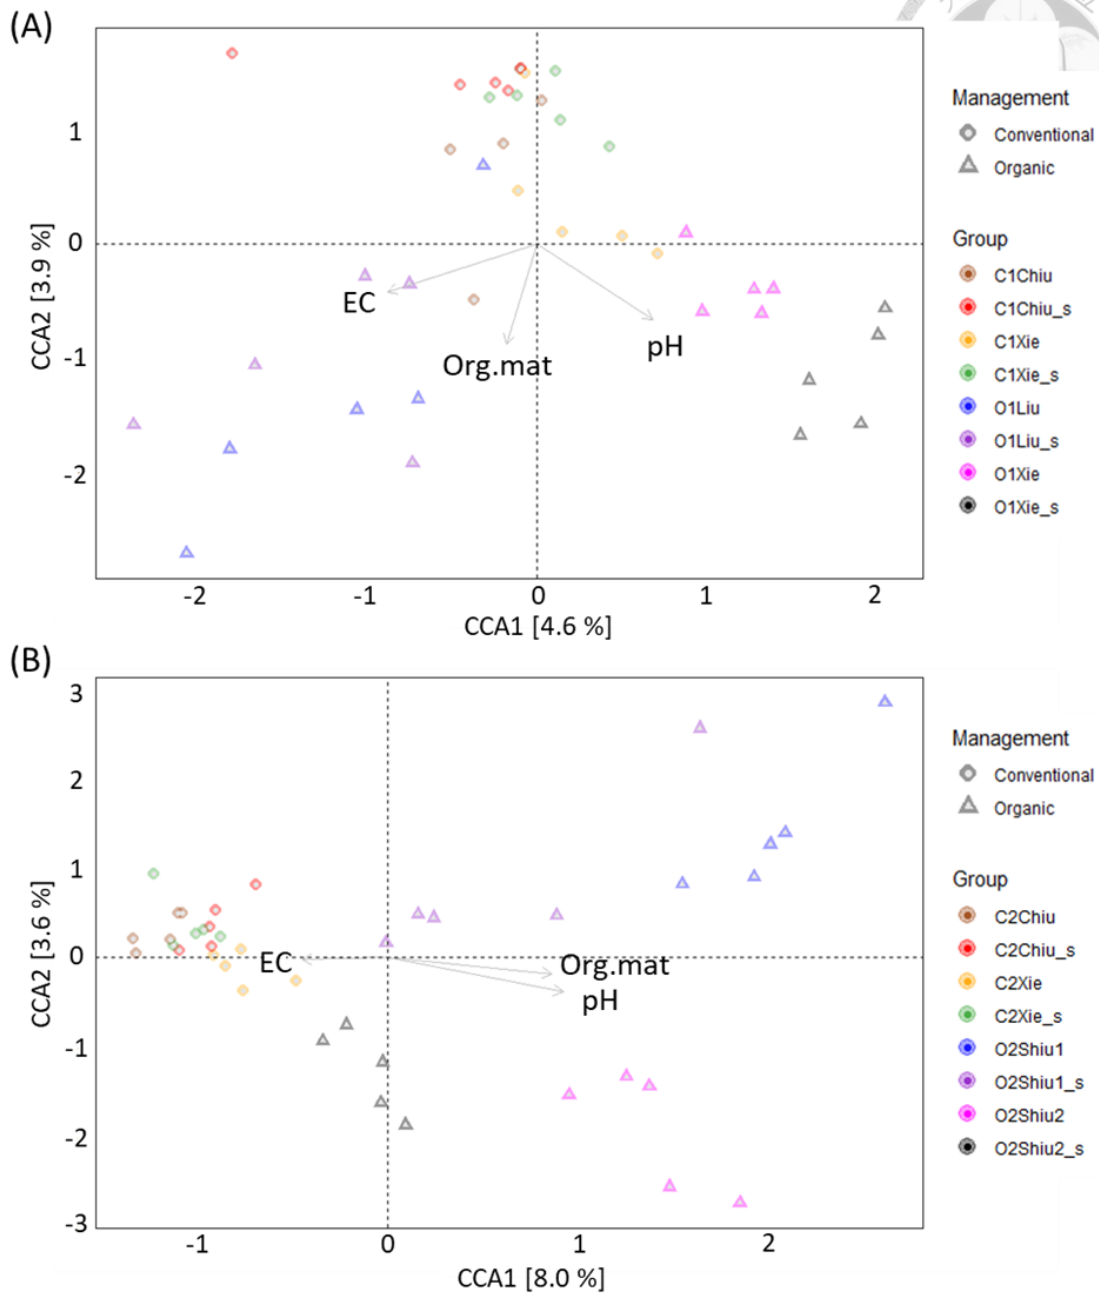 (A)
1
0
-1
-2
CCA2 [3.9 %]
EC
Org.mat
pH
-2
-1
0
1
2
CCA1 [4.6 %]
Management
Conventional
Organic
Group
C1Chiu
C1Chiu_s
C1Xie
C1Xie_s
O1Liu
O1Liu_s
O1Xie
O1Xie_s
(B)
3
2
1
0
-1
-2
-3
CCA2 [3.6 %]
EC
Org.mat
pH
-1
0
1
2
CCA1 [8.0 %]
Management
Conventional
Organic
Group
C2Chiu
C2Chiu_s
C2Xie
C2Xie_s
O2Shiu1
O2Shiu1_s
O2Shiu2
O2Shiu2_s